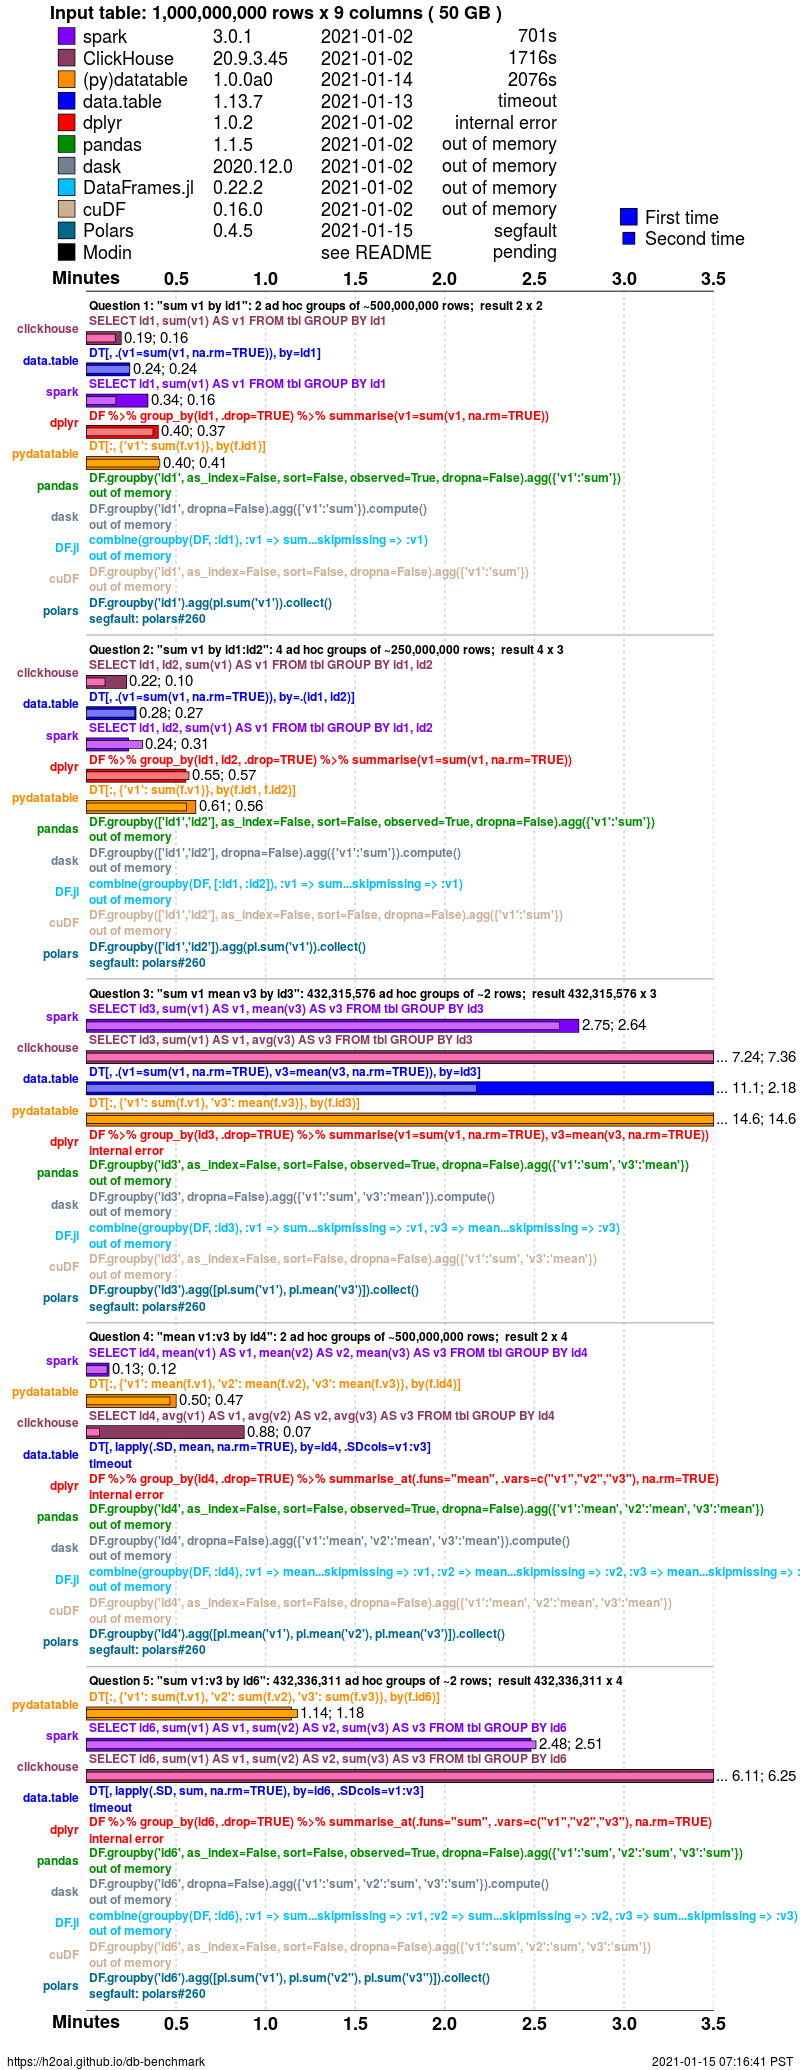 Input table: 1,000,000,000 rows x 9 columns ( 50 GB )
spark 3.0.1 2021-01-02 701s
ClickHouse 20.9.3.45 2021-01-02 1716s
(py)datatable 1.0.0a0 2021-01-14 2076s
data.table 1.13.7 2021-01-13 timeout
dplyr 1.0.2 2021-01-02 internal error
pandas 1.1.5 2021-01-02 out of memory
dask 2020.12.0 2021-01-02 out of memory
DataFrames.jl 0.22.2 2021-01-02 out of memory
cuDF 0.16.0 2021-01-02 out of memory
First time
Polars 0.4.5 2021-01-15 segfault
Second time
Modin see README pending
Minutes 0.5 1.0 1.5 2.0 2.5 3.0 3.5
Question 1: "sum v1 by id1": 2 ad hoc groups of ~500,000,000 rows; result 2 x 2
SELECT id1, sum(v1) AS v1 FROM tbl GROUP BY id1
clickhouse 0.19; 0.16
DT[, .(v1=sum(v1, na.rm=TRUE)), by=id1]
data.table 0.24; 0.24
SELECT id1, sum(v1) AS v1 FROM tbl GROUP BY id1
spark 0.34; 0.16
DF %>% group_by(id1, .drop=TRUE) %>% summarise(v1=sum(v1, na.rm=TRUE))
dplyr 0.40; 0.37
DT[:, {'v1': sum(f.v1)}, by(f.id1)]
pydatatable 0.40; 0.41
DF.groupby('id1', as_index=False, sort=False, observed=True, dropna=False).agg({'v1':'sum'})
pandas out of memory
DF.groupby('id1', dropna=False).agg({'v1':'sum'}).compute()
dask out of memory
combine(groupby(DF, :id1), :v1 => sum...skipmissing => :v1)
DF.jl out of memory
DF.groupby('id1', as_index=False, sort=False, dropna=False).agg({'v1':'sum'})
cuDF out of memory
DF.groupby('id1').agg(pl.sum('v1')).collect()
polars segfault: polars#260
Question 2: "sum v1 by id1:id2": 4 ad hoc groups of ~250,000,000 rows; result 4 x 3
SELECT id1, id2, sum(v1) AS v1 FROM tbl GROUP BY id1, id2
clickhouse 0.22; 0.10
DT[, .(v1=sum(v1, na.rm=TRUE)), by=.(id1, id2)]
data.table 0.28; 0.27
SELECT id1, id2, sum(v1) AS v1 FROM tbl GROUP BY id1, id2
spark 0.24; 0.31
DF %>% group_by(id1, id2, .drop=TRUE) %>% summarise(v1=sum(v1, na.rm=TRUE))
dplyr 0.55; 0.57
DT[:, {'v1': sum(f.v1)}, by(f.id1, f.id2)]
pydatatable 0.61; 0.56
DF.groupby(['id1','id2'], as_index=False, sort=False, observed=True, dropna=False).agg({'v1':'sum'})
pandas out of memory
DF.groupby(['id1','id2'], dropna=False).agg({'v1':'sum'}).compute()
dask out of memory
combine(groupby(DF, [:id1, :id2]), :v1 => sum...skipmissing => :v1)
DF.jl out of memory
DF.groupby(['id1','id2'], as_index=False, sort=False, dropna=False).agg({'v1':'sum'})
cuDF out of memory
DF.groupby(['id1','id2']).agg(pl.sum('v1')).collect()
polars segfault: polars#260
Question 3: "sum v1 mean v3 by id3": 432,315,576 ad hoc groups of ~2 rows; result 432,315,576 x 3
SELECT id3, sum(v1) AS v1, mean(v3) AS v3 FROM tbl GROUP BY id3
spark 2.75; 2.64
SELECT id3, sum(v1) AS v1, avg(v3) AS v3 FROM tbl GROUP BY id3
clickhouse ... 7.24; 7.36
DT[, .(v1=sum(v1, na.rm=TRUE), v3=mean(v3, na.rm=TRUE)), by=id3]
data.table ... 11.1; 2.18
DT[:, {'v1': sum(f.v1), 'v3': mean(f.v3)}, by(f.id3)]
pydatatable ... 14.6; 14.6
DF %>% group_by(id3, .drop=TRUE) %>% summarise(v1=sum(v1, na.rm=TRUE), v3=mean(v3, na.rm=TRUE))
dplyr internal error
DF.groupby('id3', as_index=False, sort=False, observed=True, dropna=False).agg({'v1':'sum', 'v3':'mean'})
pandas out of memory
DF.groupby('id3', dropna=False).agg({'v1':'sum', 'v3':'mean'}).compute()
dask out of memory
combine(groupby(DF, :id3), :v1 => sum...skipmissing => :v1, :v3 => mean...skipmissing => :v3)
DF.jl out of memory
DF.groupby('id3', as_index=False, sort=False, dropna=False).agg({'v1':'sum', 'v3':'mean'})
cuDF out of memory
DF.groupby('id3').agg([pl.sum('v1'), pl.mean('v3')]).collect()
polars segfault: polars#260
Question 4: "mean v1:v3 by id4": 2 ad hoc groups of ~500,000,000 rows; result 2 x 4
SELECT id4, mean(v1) AS v1, mean(v2) AS v2, mean(v3) AS v3 FROM tbl GROUP BY id4
spark 0.13; 0.12
DT[:, {'v1': mean(f.v1), 'v2': mean(f.v2), 'v3': mean(f.v3)}, by(f.id4)]
pydatatable 0.50; 0.47
SELECT id4, avg(v1) AS v1, avg(v2) AS v2, avg(v3) AS v3 FROM tbl GROUP BY id4
clickhouse 0.88; 0.07
DT[, lapply(.SD, mean, na.rm=TRUE), by=id4, .SDcols=v1:v3]
data.table timeout
DF %>% group_by(id4, .drop=TRUE) %>% summarise_at(.funs="mean", .vars=c("v1","v2","v3"), na.rm=TRUE)
dplyr internal error
DF.groupby('id4', as_index=False, sort=False, observed=True, dropna=False).agg({'v1':'mean', 'v2':'mean', 'v3':'mean'})
pandas out of memory
DF.groupby('id4', dropna=False).agg({'v1':'mean', 'v2':'mean', 'v3':'mean'}).compute()
dask out of memory
combine(groupby(DF, :id4), :v1 => mean...skipmissing => :v1, :v2 => mean...skipmissing => :v2, :v3 => mean...skipmissing => :
DF.jl out of memory
DF.groupby('id4', as_index=False, sort=False, dropna=False).agg({'v1':'mean', 'v2':'mean', 'v3':'mean'})
cuDF out of memory
DF.groupby('id4').agg([pl.mean('v1'), pl.mean('v2'), pl.mean('v3')]).collect()
polars segfault: polars#260
Question 5: "sum v1:v3 by id6": 432,336,311 ad hoc groups of ~2 rows; result 432,336,311 x 4
DT[:, {'v1': sum(f.v1), 'v2': sum(f.v2), 'v3': sum(f.v3)}, by(f.id6)]
pydatatable 1.14; 1.18
SELECT id6, sum(v1) AS v1, sum(v2) AS v2, sum(v3) AS v3 FROM tbl GROUP BY id6
spark 2.48; 2.51
SELECT id6, sum(v1) AS v1, sum(v2) AS v2, sum(v3) AS v3 FROM tbl GROUP BY id6
clickhouse ... 6.11; 6.25
DT[, lapply(.SD, sum, na.rm=TRUE), by=id6, .SDcols=v1:v3]
data.table timeout
DF %>% group_by(id6, .drop=TRUE) %>% summarise_at(.funs="sum", .vars=c("v1","v2","v3"), na.rm=TRUE)
dplyr internal error
DF.groupby('id6', as_index=False, sort=False, observed=True, dropna=False).agg({'v1':'sum', 'v2':'sum', 'v3':'sum'})
pandas out of memory
DF.groupby('id6', dropna=False).agg({'v1':'sum', 'v2':'sum', 'v3':'sum'}).compute()
dask out of memory
combine(groupby(DF, :id6), :v1 => sum...skipmissing => :v1, :v2 => sum...skipmissing => :v2, :v3 => sum...skipmissing => :v3)
DF.jl out of memory
DF.groupby('id6', as_index=False, sort=False, dropna=False).agg({'v1':'sum', 'v2':'sum', 'v3':'sum'})
cuDF out of memory
DF.groupby('id6').agg([pl.sum('v1'), pl.sum('v2"), pl.sum('v3")]).collect()
polars segfault: polars#260
Minutes 0.5 1.0 1.5 2.0 2.5 3.0 3.5
https://h2oai.github.io/db-benchmark 2021-01-15 07:16:41 PST